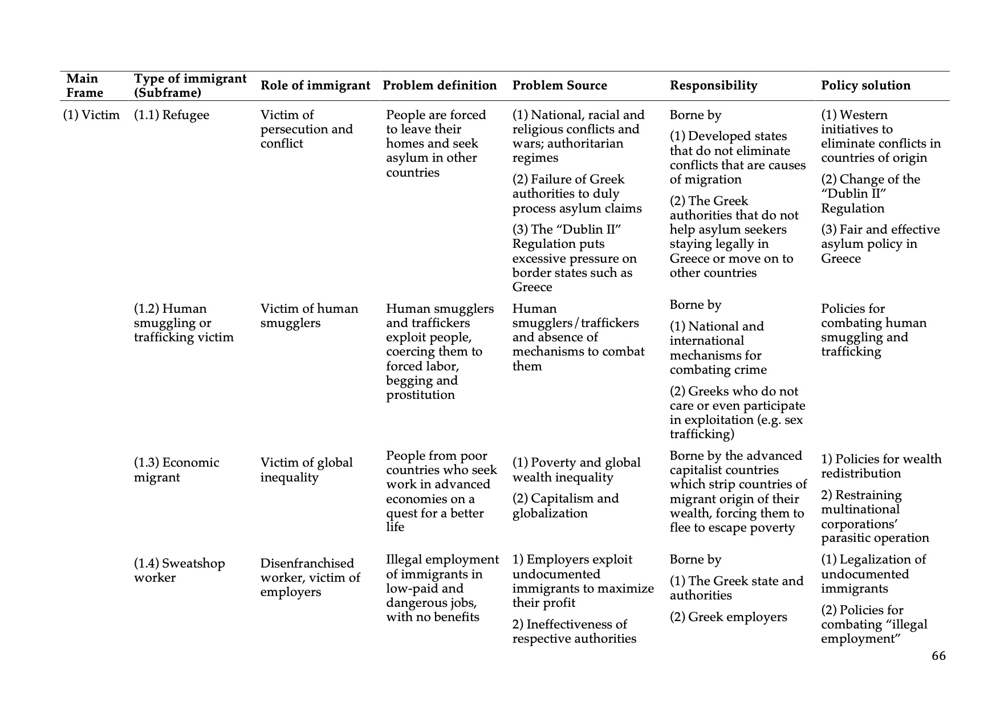 Main
Frame
Type of immigrant
(Subframe)
Role of immigrant
Problem definition
Problem Source
Responsibility
Policy solution
(1) Victim
(1.1) Refugee
Victim of
persecution and
conflict
People are forced
to leave their
homes and seek
asylum in other
countries
(1) National, racial and
religious conflicts and
wars; authoritarian
regimes
(2) Failure of Greek
authorities to duly
process asylum claims
(3) The “Dublin II”
Regulation puts
excessive pressure on
border states such as
Greece
Borne by
(1) Developed states
that do not eliminate
conflicts that are causes
of migration
(2) The Greek
authorities that do not
help asylum seekers
staying legally in
Greece or move on to
other countries
(1) Western
initiatives to
eliminate conflicts in
countries of origin
(2) Change of the
“Dublin II”
Regulation
(3) Fair and effective
asylum policy in
Greece
(1.2) Human
smuggling or
trafficking victim
Victim of human
smugglers
Human smugglers
and traffickers
exploit people,
coercing them to
forced labor,
begging and
prostitution
Human
smugglers/traffickers
and absence of
mechanisms to combat
them
Borne by
(1) National and
international
mechanisms for
combating crime
(2) Greeks who do not
care or even participate
in exploitation (e.g. sex
trafficking)
Policies for
combating human
smuggling and
trafficking
(1.3) Economic
migrant
Victim of global
inequality
People from poor
countries who seek
work in advanced
economies on a
quest for a better
life
(1) Poverty and global
wealth inequality
(2) Capitalism and
globalization
Borne by the advanced
capitalist countries
which strip countries of
migrant origin of their
wealth, forcing them to
flee to escape poverty
1) Policies for wealth
redistribution
2) Restraining
multinational
corporations’
parasitic operation
(1.4) Sweatshop
worker
Disenfranchised
worker, victim of
employers
Illegal employment
of immigrants in
low-paid and
dangerous jobs,
with no benefits
1) Employers exploit
undocumented
immigrants to maximize
their profit
2) Ineffectiveness of
respective authorities
Borne by
(1) The Greek state and
authorities
(2) Greek employers
(1) Legalization of
undocumented
immigrants
(2) Policies for
combating “illegal
employment”
66